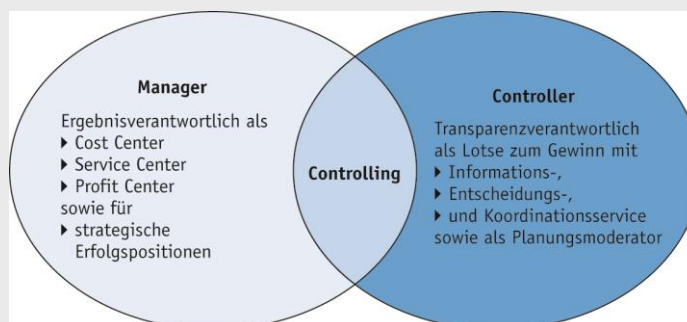 Manager
Ergebnisverantwortlich als
▸ Cost Center
▸ Service Center
▸ Profit Center
sowie für
▸ strategische
Erfolgspositionen
Controlling
Controller
Transparenzverantwortlich
als Lotse zum Gewinn mit
▸ Informations-,
▸ Entscheidungs-,
▸ und Koordinationsservice
sowie als Planungsmoderator